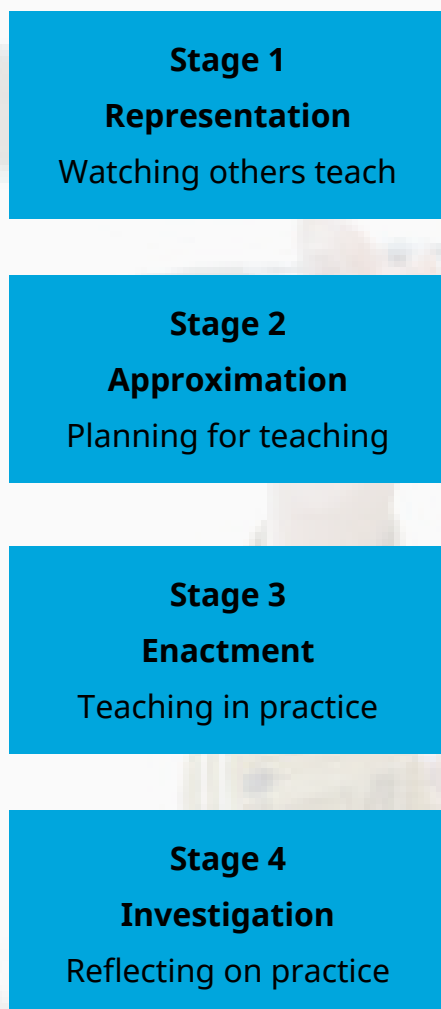 Stage 1
Representation
Watching others teach
Stage 2
Approximation
Planning for teaching
Stage 3
Enactment
Teaching in practice
Stage 4
Investigation
Reflecting on practice